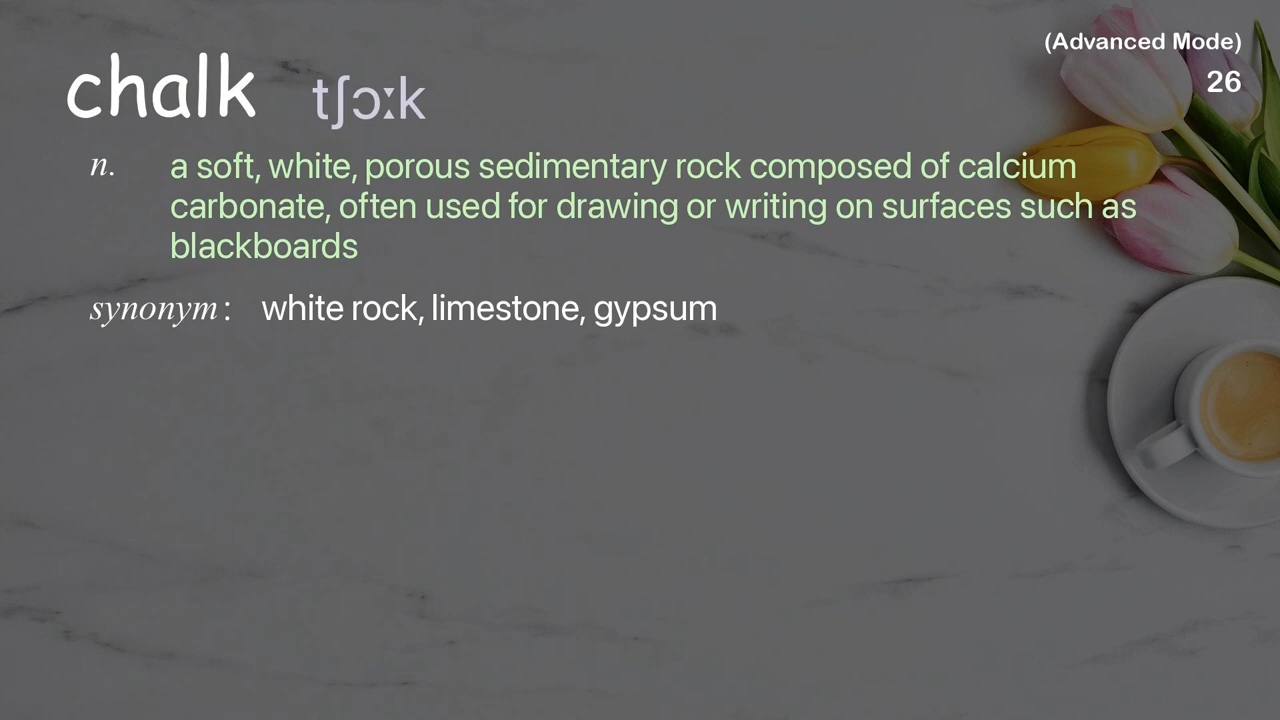 (Advanced Mode)
26
chalk tʃɔːk
n. a soft, white, porous sedimentary rock composed of calcium
carbonate, often used for drawing or writing on surfaces such as
blackboards
synonym: white rock, limestone, gypsum